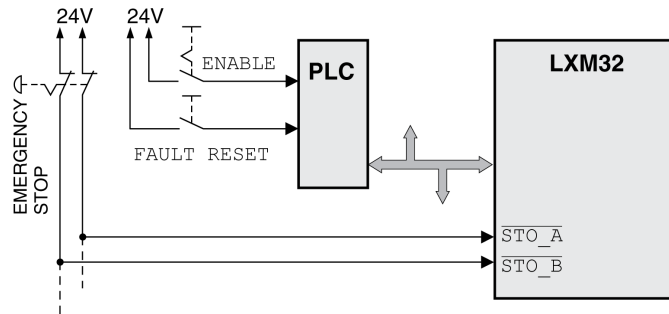 24V
24V
ENABLE
PLC
LXM32
FAULT RESET
EMERGENCY
STOP
STO_A
STO_B